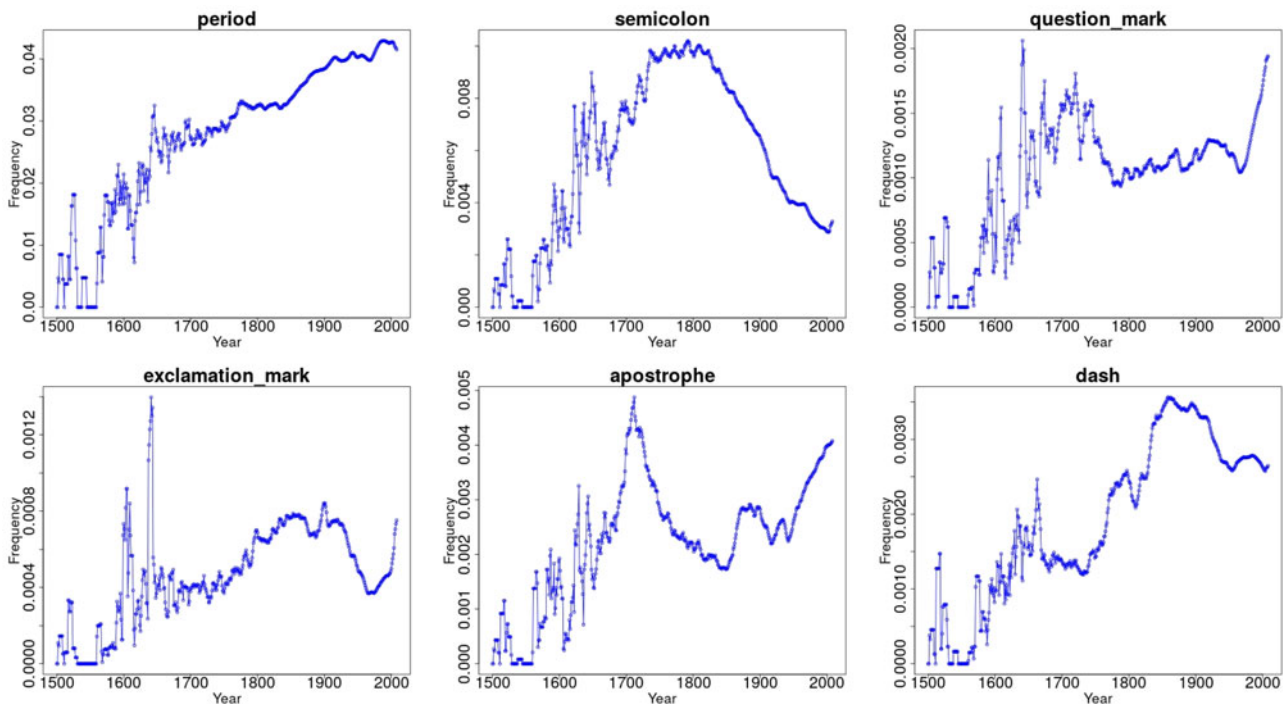 period
semicolon
question_mark
Frequency
0.00 0.01 0.02 0.03 0.04
1500 1600 1700 1800 1900 2000
Year
Frequency
0.00 0.004 0.008
1500 1600 1700 1800 1900 2000
Year
Frequency
0.0000 0.0005 0.0010 0.0015 0.0020
1500 1600 1700 1800 1900 2000
Year
exclamation_mark
apostrophe
dash
Frequency
0.0000 0.0004 0.0008 0.0012
1500 1600 1700 1800 1900 2000
Year
Frequency
0.000 0.001 0.002 0.003 0.004 0.005
1500 1600 1700 1800 1900 2000
Year
Frequency
0.0000 0.0010 0.0020 0.0030
1500 1600 1700 1800 1900 2000
Year